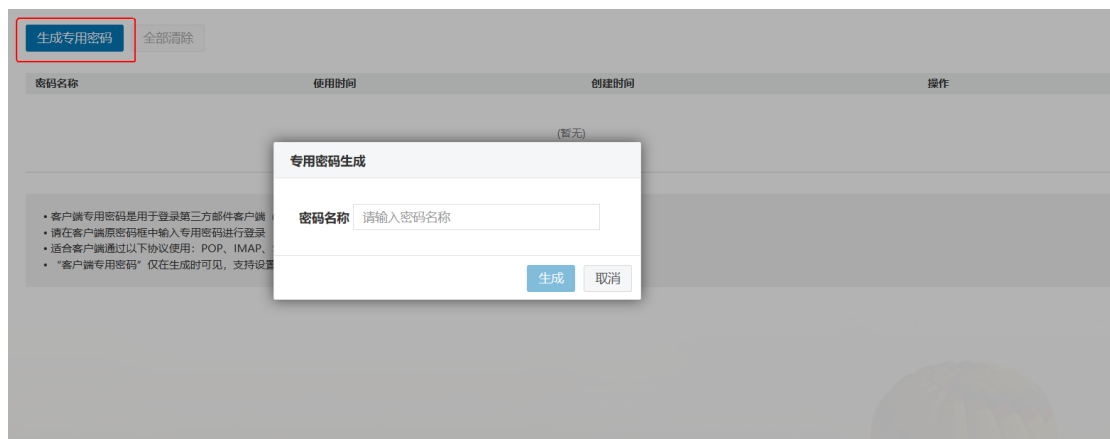 生成专用密码 全部清除
密码名称 使用时间 创建时间 操作
(暂无)
专用密码生成
密码名称 请输入密码名称
生成 取消
• 客户端专用密码是用于登录第三方邮件客户端
• 请在客户端原密码框中输入专用密码进行登录
• 适合客户端通过以下协议使用：POP、IMAP、
• “客户端专用密码”仅在生成时可见，支持设置